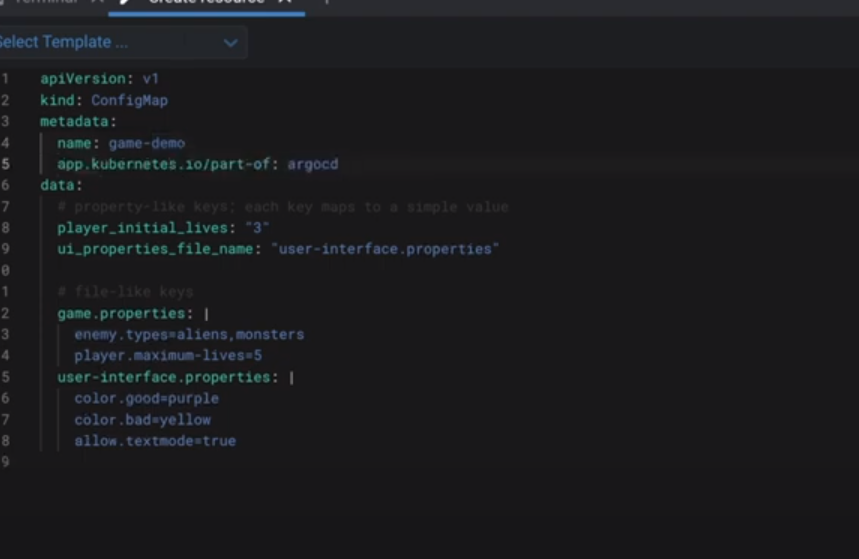 Terminal
Create resource
Select Template ...
1 apiVersion: v1
2 kind: ConfigMap
3 metadata:
4 name: game-demo
5 app.kubernetes.io/part-of: argocd
6 data:
7 # property-like keys; each key maps to a simple value
8 player_initial_lives: "3"
9 ui_properties_file_name: "user-interface.properties"
0
1 # file-like keys
2 game.properties: |
3 enemy.types=aliens,monsters
4 player.maximum-lives=5
5 user-interface.properties: |
6 color.good=purple
7 color.bad=yellow
8 allow.textmode=true
9